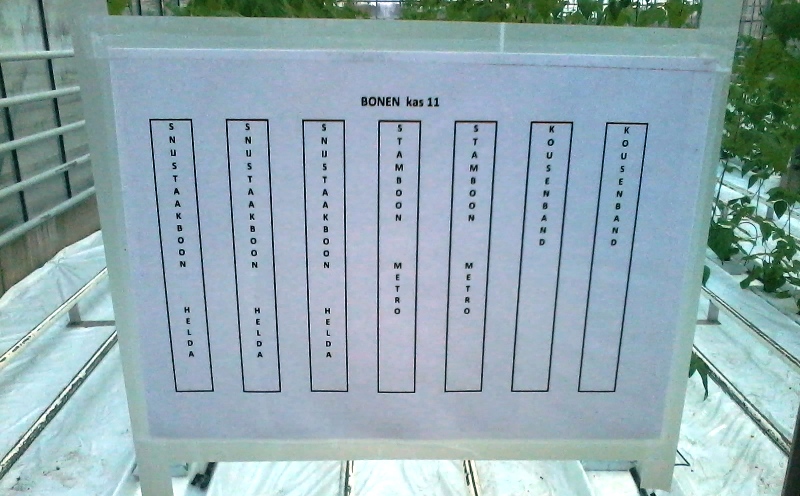 BONEN kas 11
SNUSTAAKBOON HELDA
SNUSTAAKBOON HELDA
SNUSTAAKBOON HELDA
STAMBOON METRO
STAMBOON METRO
KOUSENBAND
KOUSENBAND